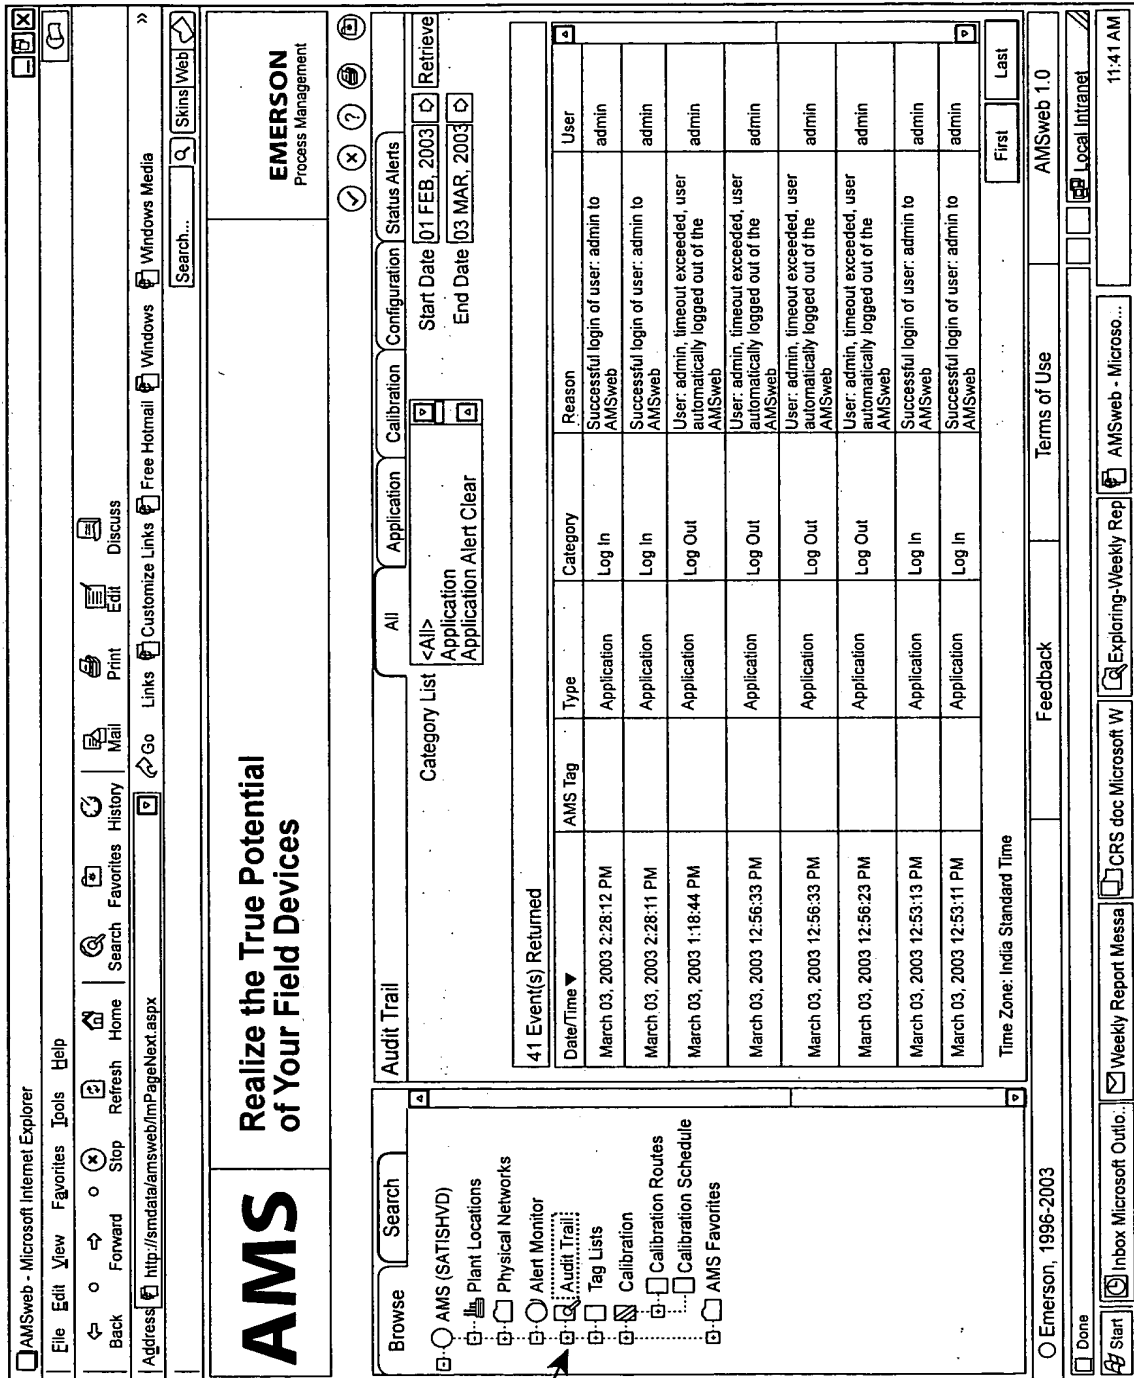 AMSweb - Microsoft Internet Explorer
File Edit View Favorites Tools Help
Back Forward Stop Refresh Home Search Favorites History Mail Print Edit Discuss
Address http://smdata/amsweb/ImPageNext.aspx Go Links Customize Links Free Hotmail Windows Windows Media »
Search... Skins Web
AMS
Realize the True Potential
of Your Field Devices
EMERSON
Process Management
Browse Search
AMS (SATISHVD)
Plant Locations
Physical Networks
Alert Monitor
Audit Trail
Tag Lists
Calibration
Calibration Routes
Calibration Schedule
AMS Favorites
Audit Trail All Application Calibration Configuration Status Alerts
Category List <All>
Application
Application Alert Clear
Start Date 01 FEB, 2003 Retrieve
End Date 03 MAR, 2003
41 Event(s) Returned
Date/Time▼ AMS Tag Type Category Reason User
March 03, 2003 2:28:12 PM Application Log In Successful login of user: admin to
AMSweb admin
March 03, 2003 2:28:11 PM Application Log In Successful login of user: admin to
AMSweb admin
March 03, 2003 1:18:44 PM Application Log Out User: admin, timeout exceeded, user
automatically logged out of the
AMSweb admin
March 03, 2003 12:56:33 PM Application Log Out User: admin, timeout exceeded, user
automatically logged out of the
AMSweb admin
March 03, 2003 12:56:33 PM Application Log Out User: admin, timeout exceeded, user
automatically logged out of the
AMSweb admin
March 03, 2003 12:56:23 PM Application Log Out User: admin, timeout exceeded, user
automatically logged out of the
AMSweb admin
March 03, 2003 12:53:13 PM Application Log In Successful login of user: admin to
AMSweb admin
March 03, 2003 12:53:11 PM Application Log In Successful login of user: admin to
AMSweb admin
Time Zone: India Standard Time First Last
O Emerson, 1996-2003 Feedback Terms of Use AMSweb 1.0
Done Local Intranet
Start Inbox Microsoft Outlo.. Weekly Report Messa CRS doc Microsoft W Exploring-Weekly Rep AMSweb - Microso... 11:41 AM